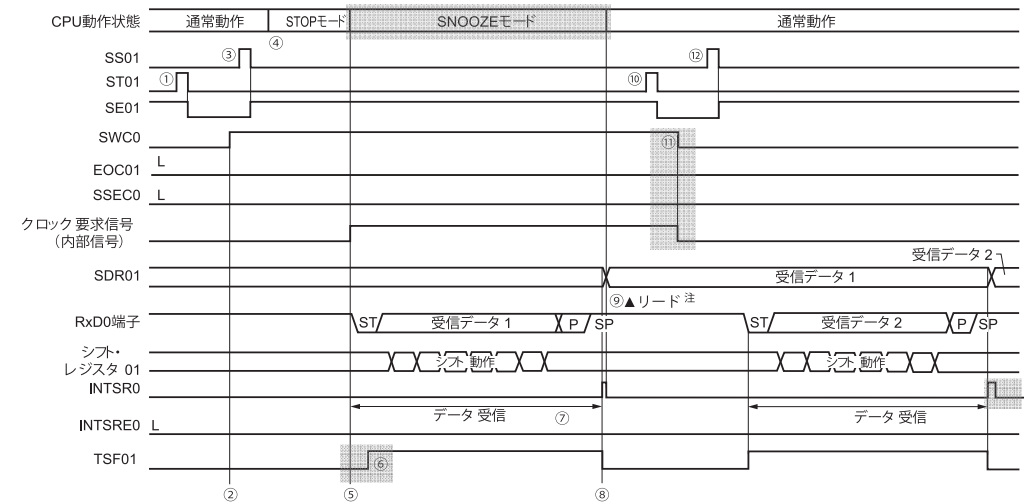 CPU動作状態 通常動作 STOPモード SNOOZEモード 通常動作
④
SS01 ③ ⑫
ST01 ① ⑩
SE01
SWC0 ⑪
EOC01 L
SSEC0 L
クロック 要求信号
(内部信号)
受信データ 2
SDR01 受信データ 1
⑨▲リード 注
RxD0端子 ST 受信データ 1 P SP ST 受信データ 2 P SP
シフト・
レジスタ 01 シフト 動作 シフト 動作
INTSR0
データ 受信 ⑦ データ 受信
INTSRE0 L
TSF01 ⑥
② ⑤ ⑧